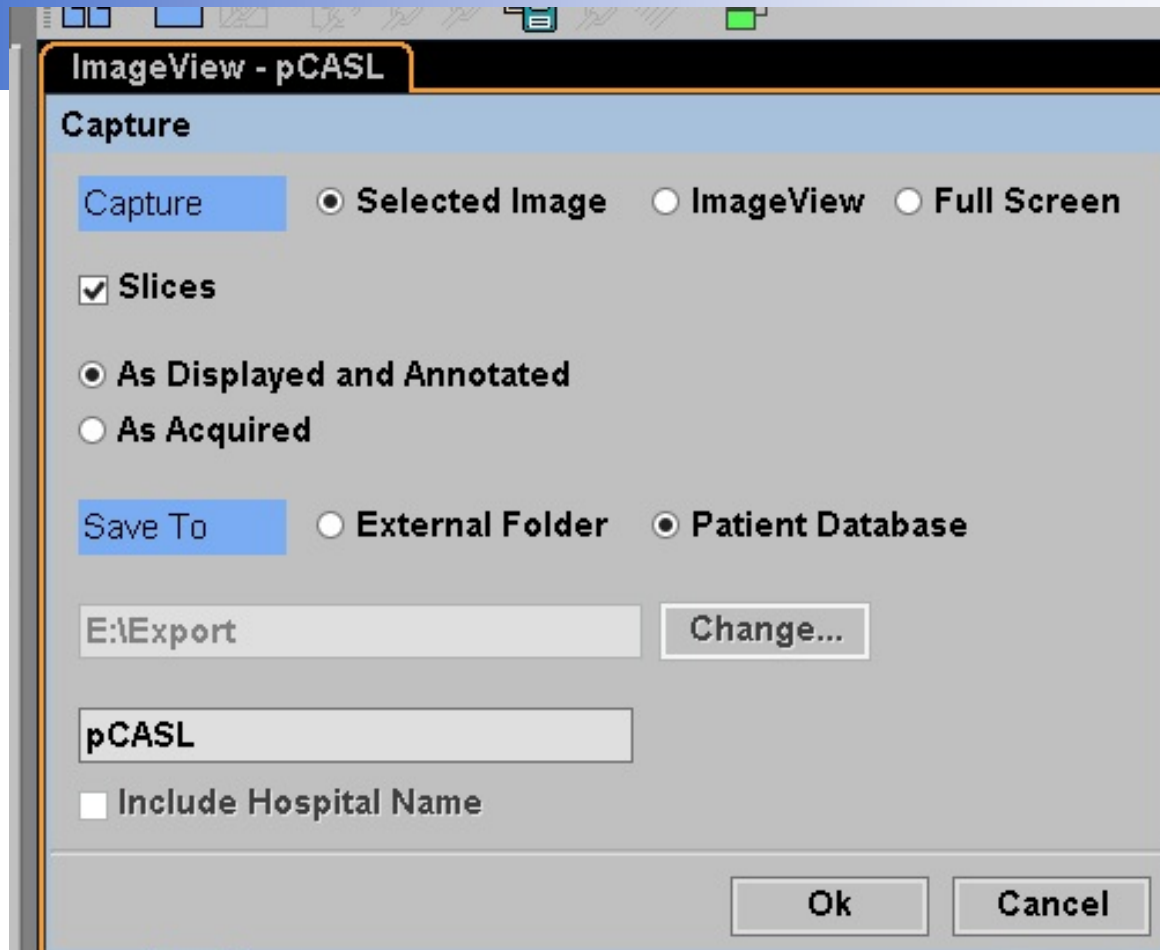 ImageView - pCASL
Capture
Capture Selected Image ImageView Full Screen
Slices
As Displayed and Annotated
As Acquired
Save To External Folder Patient Database
E:\Export Change...
pCASL
Include Hospital Name
Ok Cancel